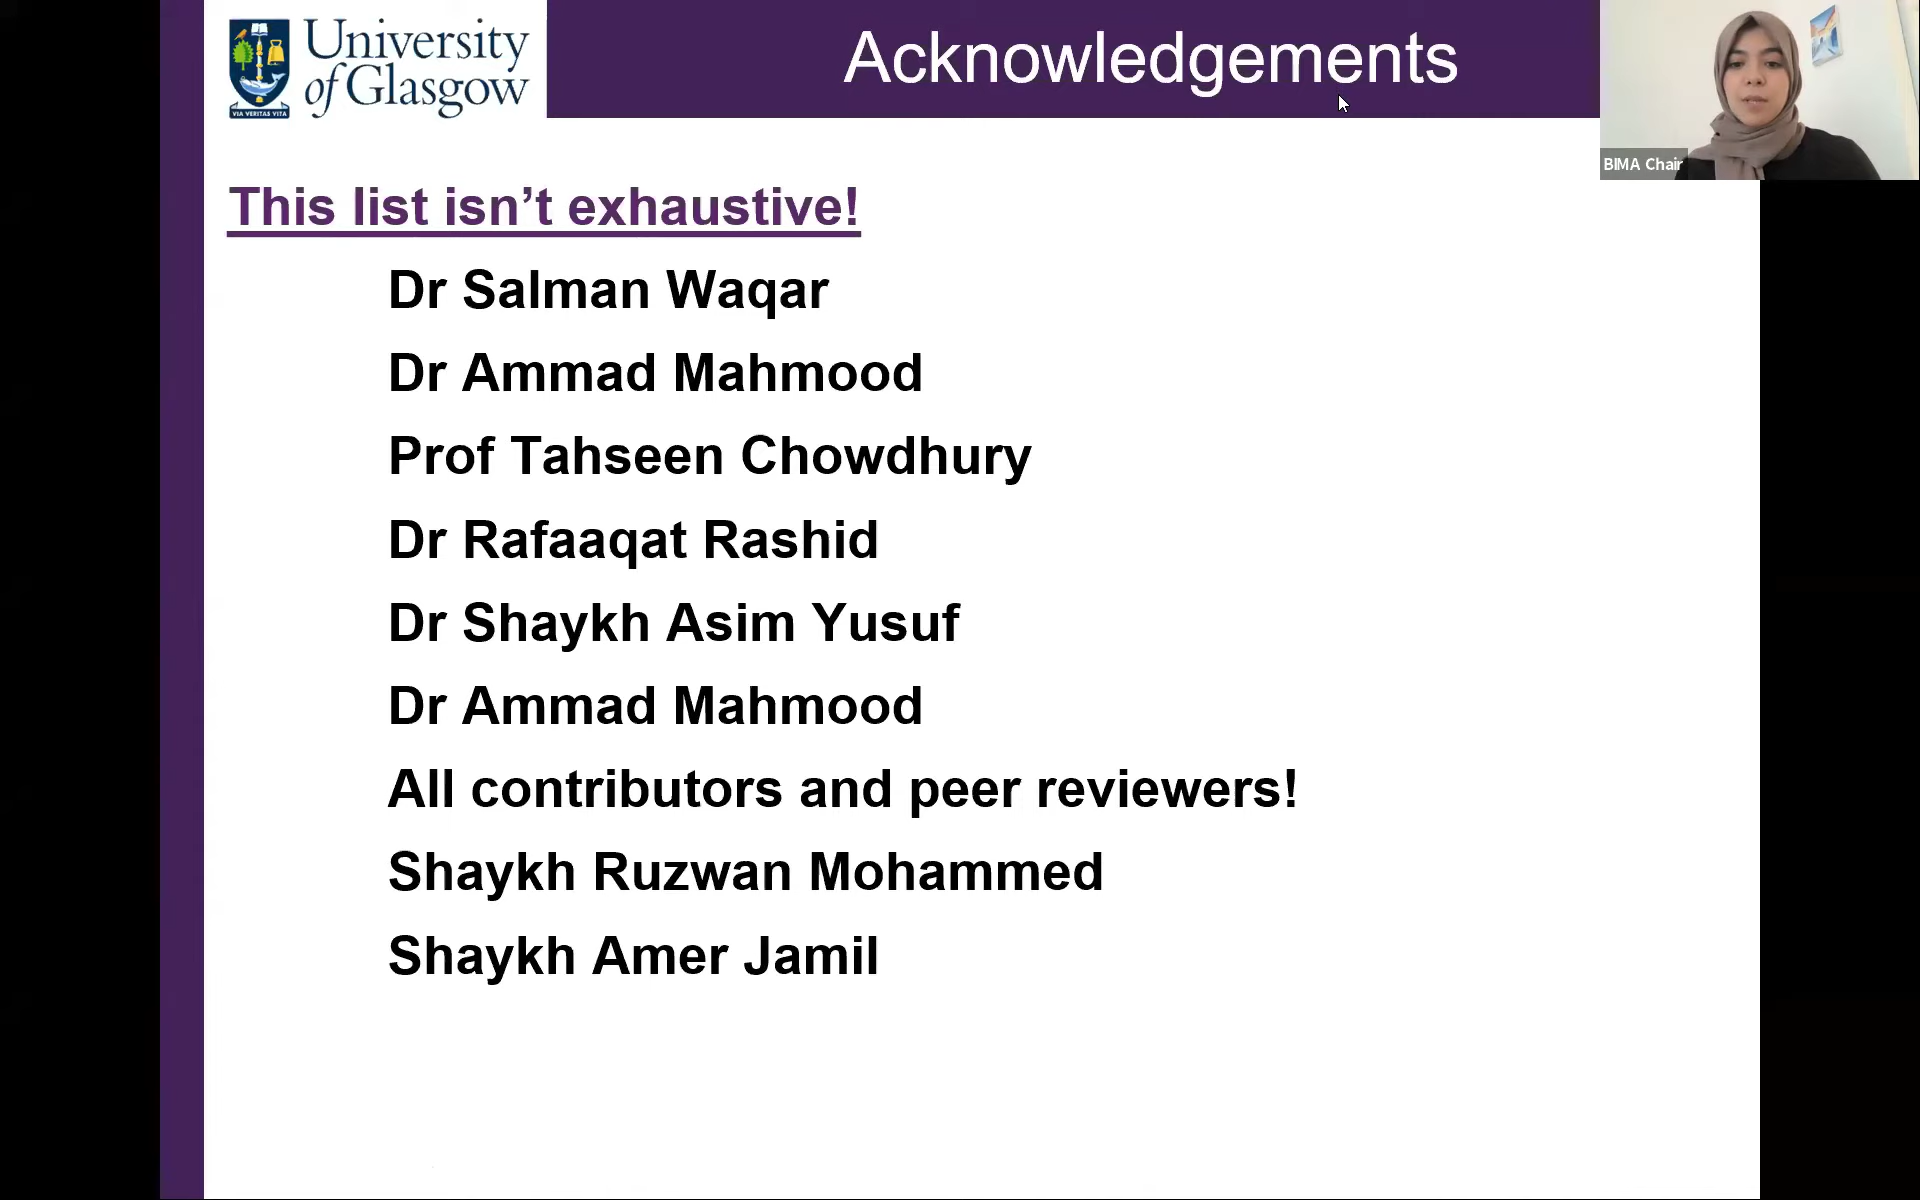 University
of Glasgow
VIA VERITAS VITA
Acknowledgements
BIMA Chair
This list isn’t exhaustive!
Dr Salman Waqar
Dr Ammad Mahmood
Prof Tahseen Chowdhury
Dr Rafaaqat Rashid
Dr Shaykh Asim Yusuf
Dr Ammad Mahmood
All contributors and peer reviewers!
Shaykh Ruzwan Mohammed
Shaykh Amer Jamil